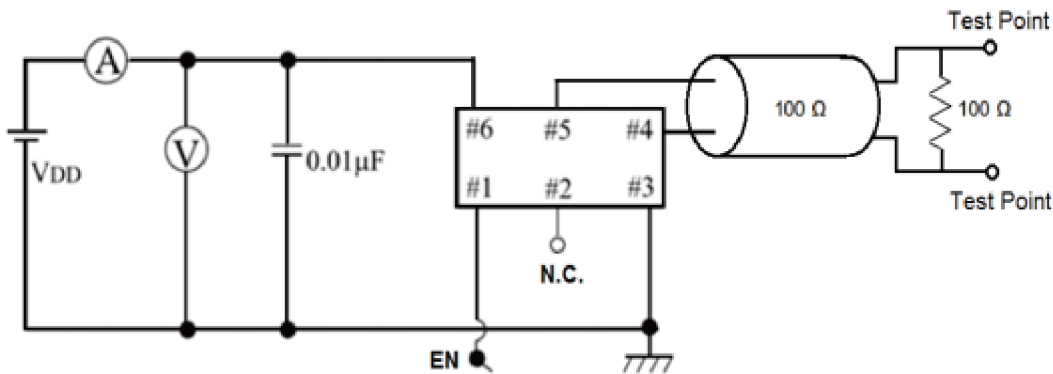 Test Point
A
#6 #5 #4
100 Ω
100 Ω
V
0.01µF
VDD
#1 #2 #3
Test Point
N.C.
EN